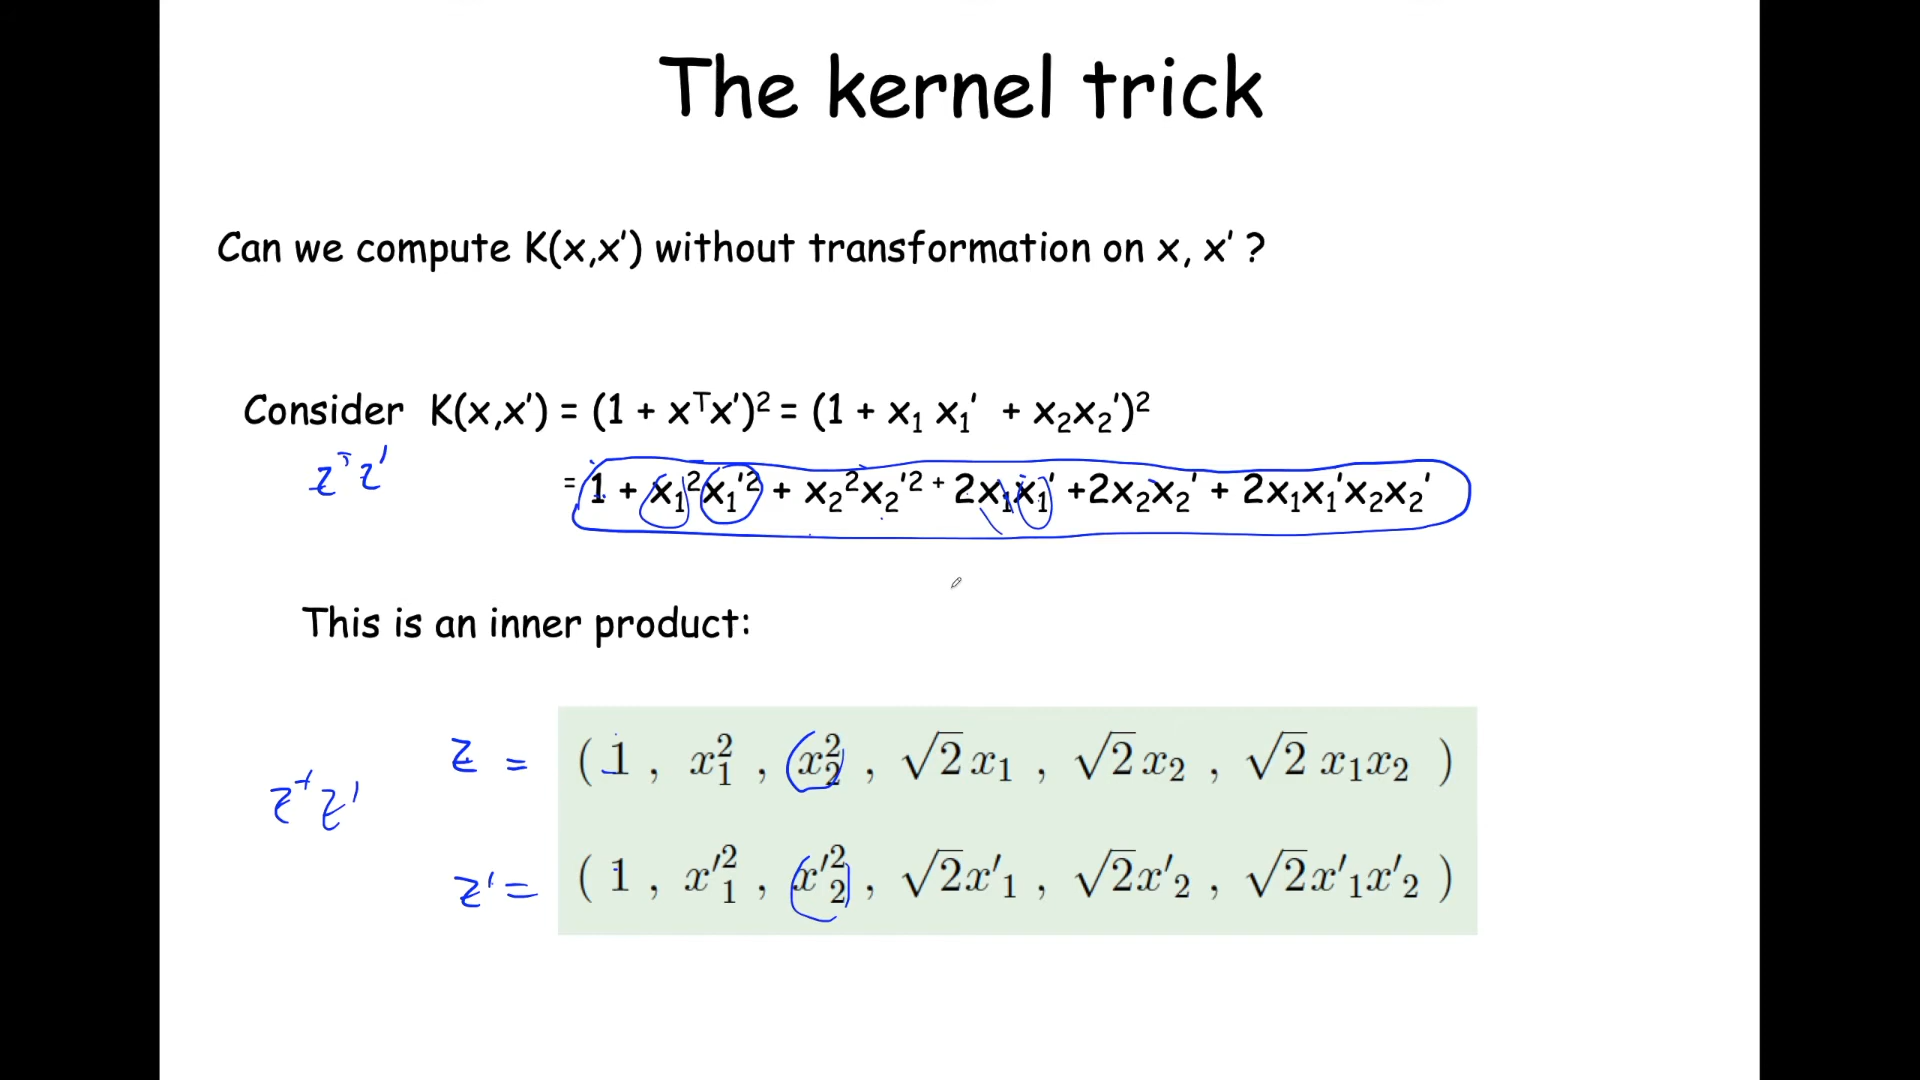 The kernel trick
Can we compute K(x,x′) without transformation on x, x′ ?
Consider K(x,x′) = (1 + xᵀx′)² = (1 + x₁ x₁′ + x₂x₂′)²
zᵀz′
= 1 + x₁²x₁′² + x₂²x₂′² + 2x₁x₁′ +2x₂x₂′ + 2x₁x₁′x₂x₂′
This is an inner product:
z = ( 1 , x₁² , x₂² , √2 x₁ , √2 x₂ , √2 x₁x₂ )
zᵀz′
z′ = ( 1 , x′₁² , x′₂² , √2x′₁ , √2x′₂ , √2x′₁x′₂ )